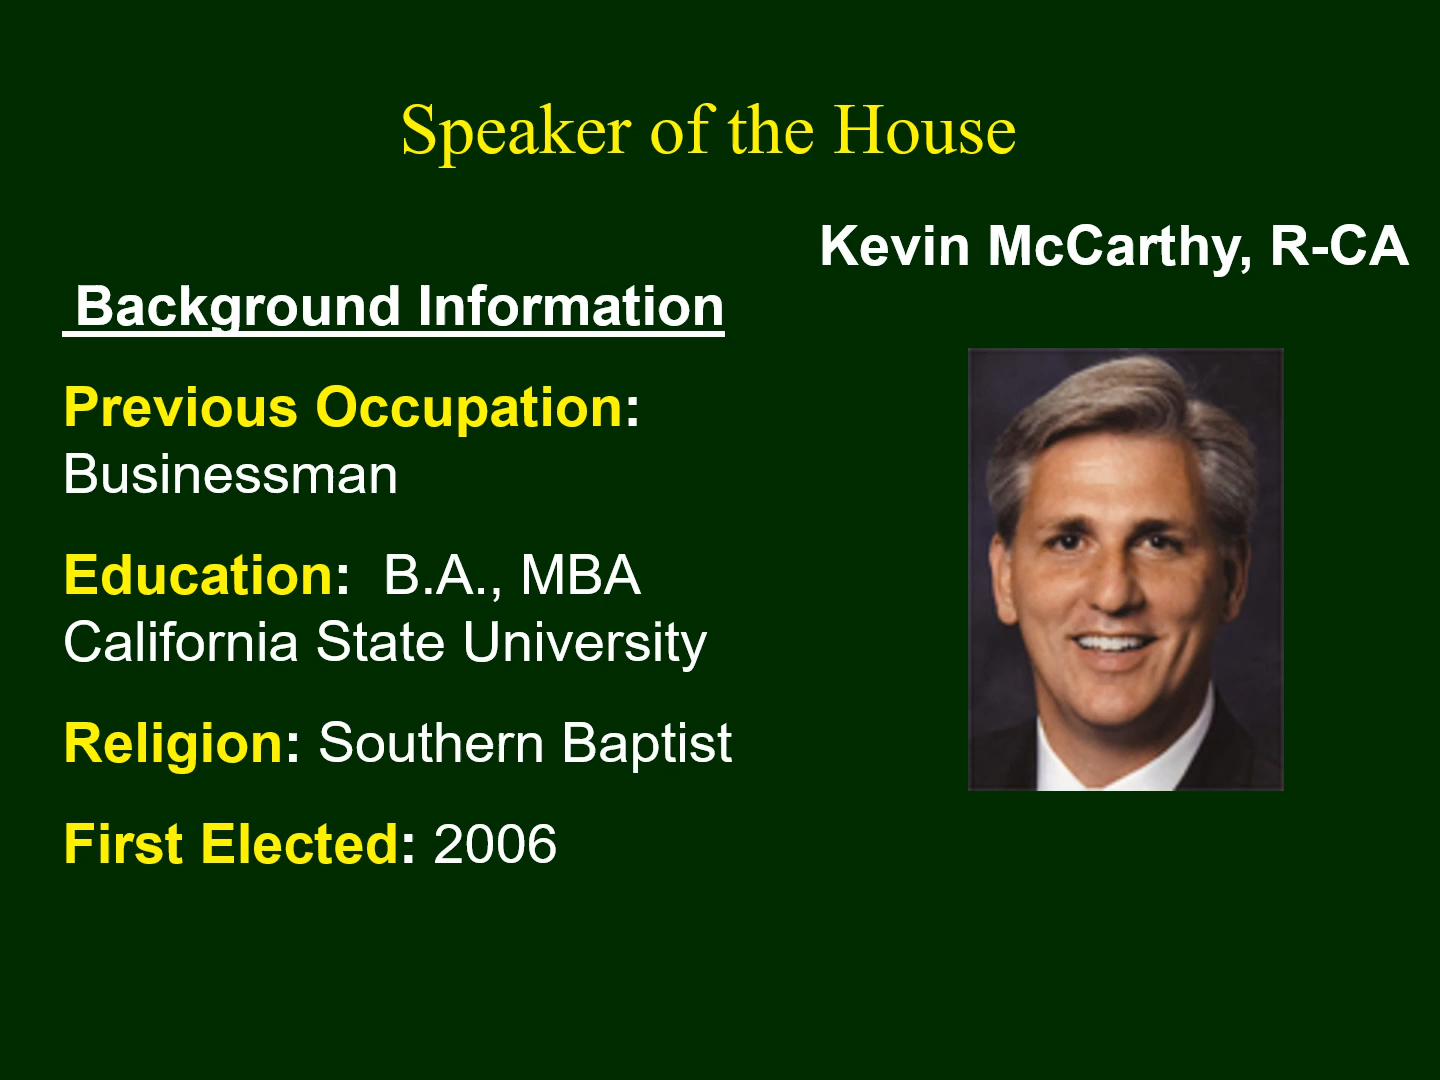 Speaker of the House
Kevin McCarthy, R-CA
Background Information
Previous Occupation:
Businessman
Education:  B.A., MBA
California State University
Religion: Southern Baptist
First Elected: 2006